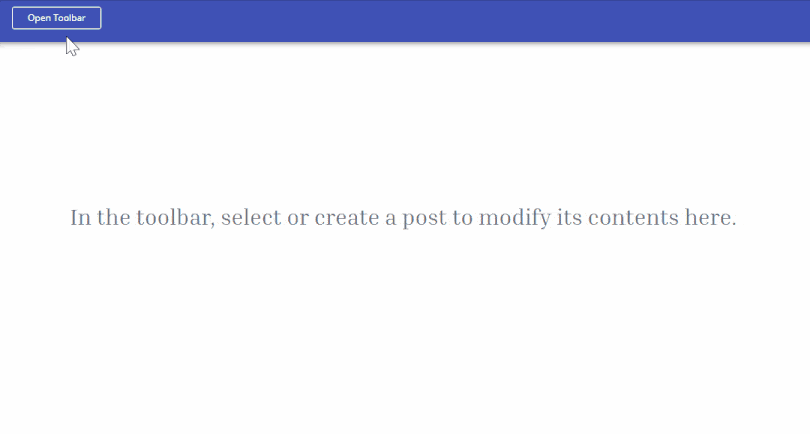 Open Toolbar
In the toolbar, select or create a post to modify its contents here.